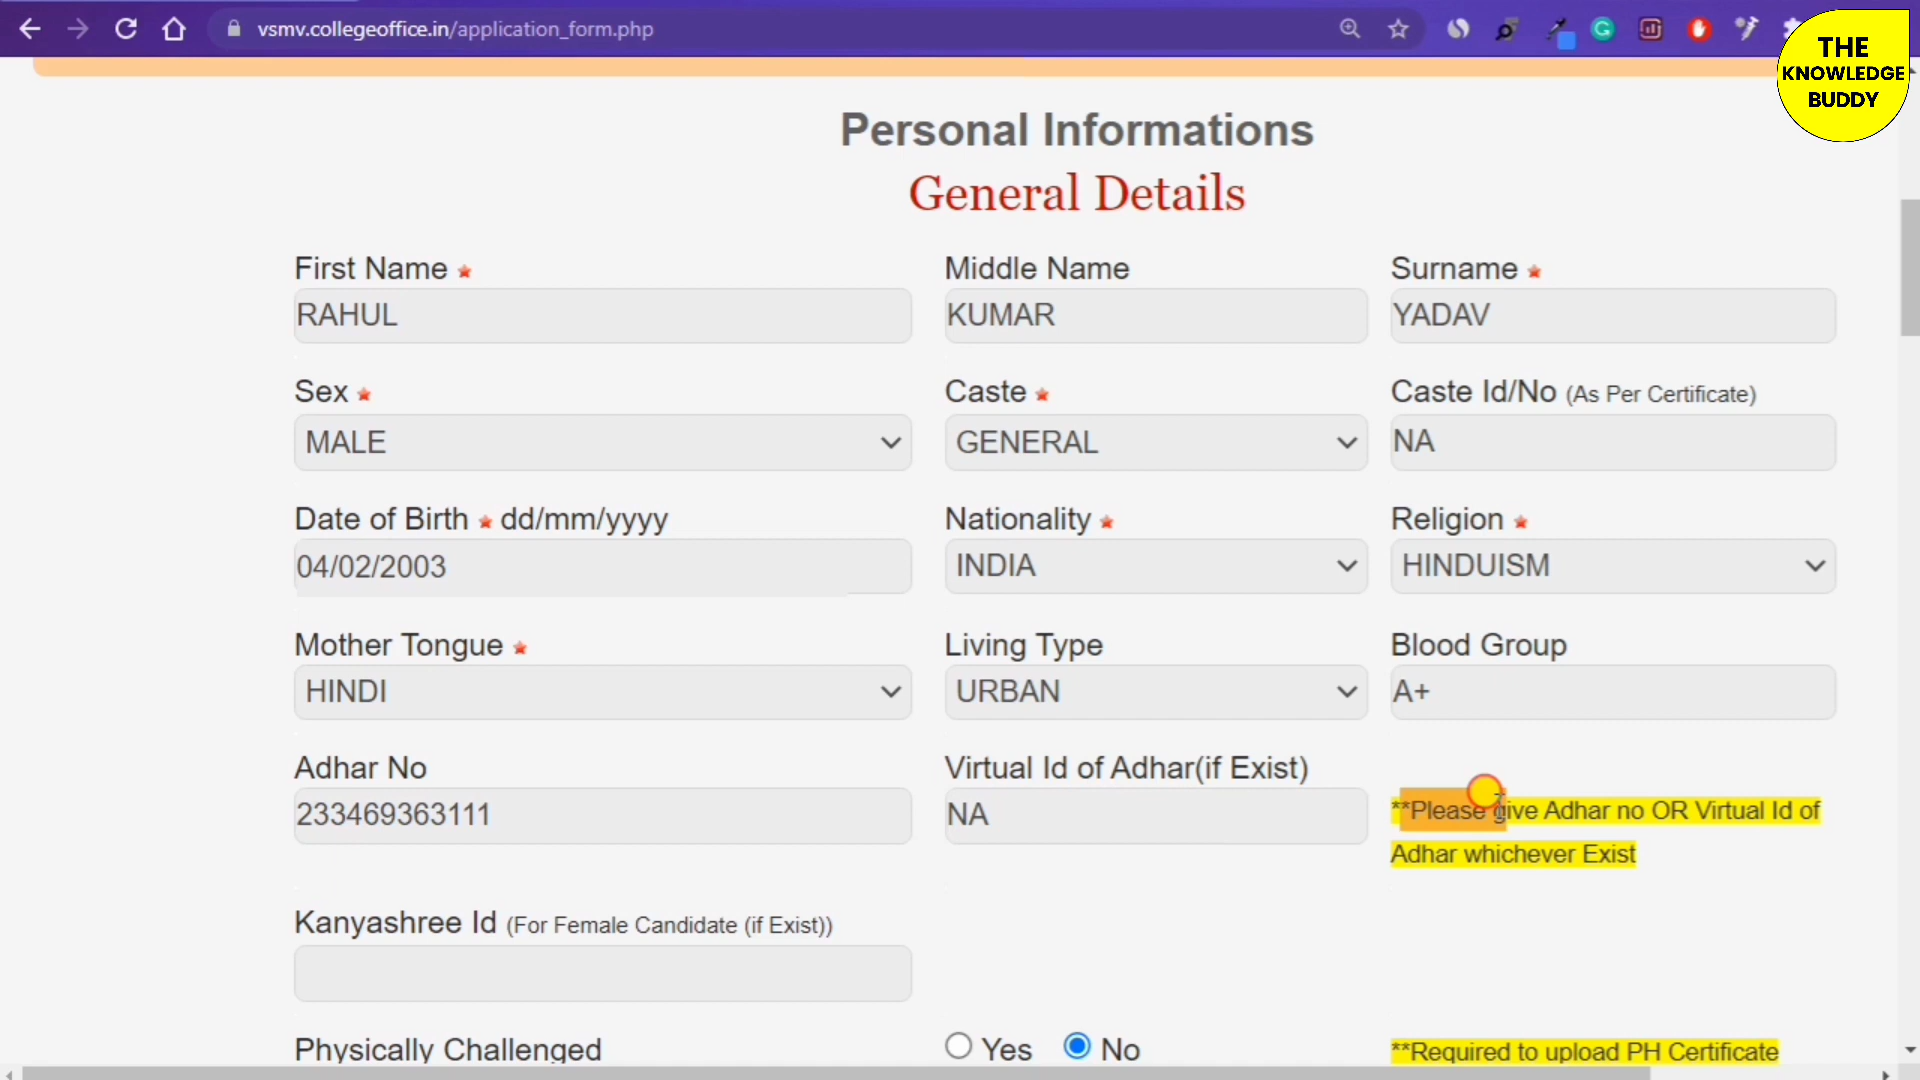 vsmv.collegeoffice.in/application_form.php
THE
KNOWLEDGE
BUDDY
Personal Informations
General Details
First Name Middle Name Surname
RAHUL KUMAR YADAV
Sex Caste Caste Id/No (As Per Certificate)
MALE GENERAL NA
Date of Birth dd/mm/yyyy Nationality Religion
04/02/2003 INDIA HINDUISM
Mother Tongue Living Type Blood Group
HINDI URBAN A+
Adhar No Virtual Id of Adhar(if Exist)
233469363111 NA **Please give Adhar no OR Virtual Id of
Adhar whichever Exist
Kanyashree Id (For Female Candidate (if Exist))
Physically Challenged Yes No **Required to upload PH Certificate